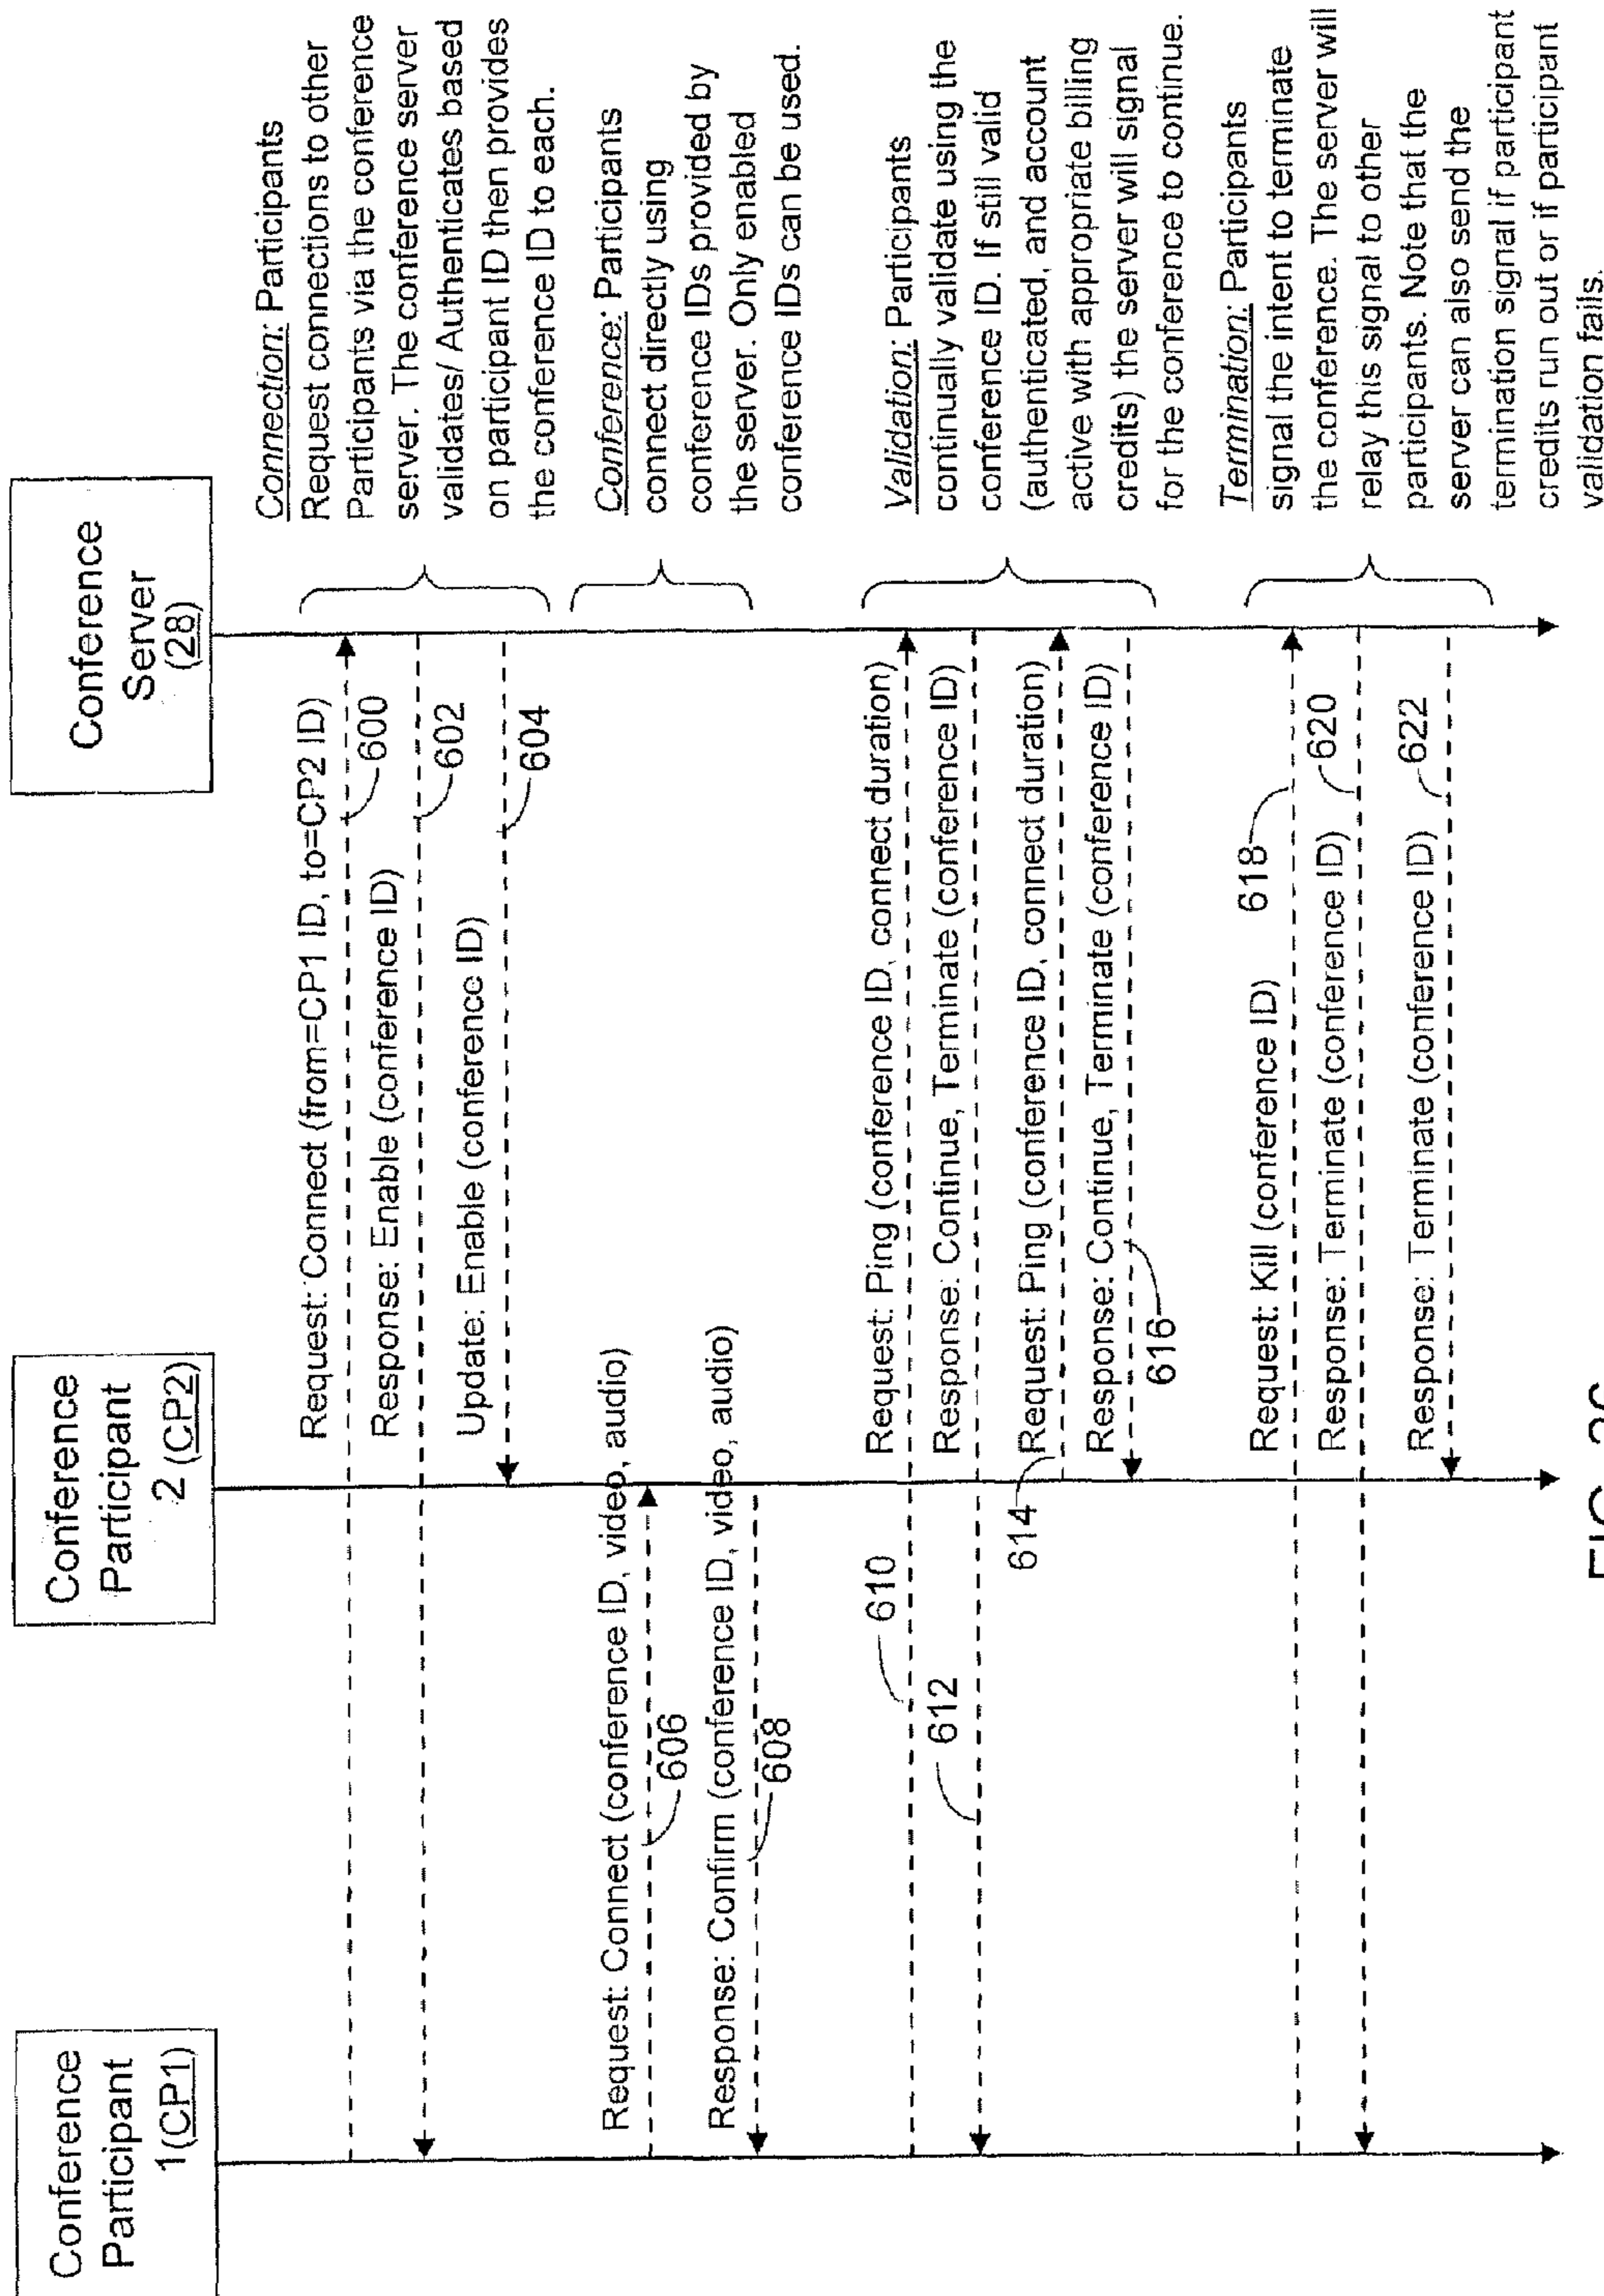 Conference
Participant
1(CP1)
Conference
Participant
2 (CP2)
Conference
Server
(28)
Request: Connect (from=CP1 ID, to=CP2 ID)
600
Response: Enable (conference ID)
602
Update: Enable (conference ID)
604
Connection: Participants
Request connections to other
Participants via the conference
server. The conference server
validates/ Authenticates based
on participant ID then provides
the conference ID to each.
Request: Connect (conference ID, video, audio)
606
Response: Confirm (conference ID, video, audio)
608
Conference: Participants
connect directly using
conference IDs provided by
the server. Only enabled
conference IDs can be used.
610
Request: Ping (conference ID, connect duration)
612
Response: Continue, Terminate (conference ID)
614
Request: Ping (conference ID, connect duration)
Response: Continue, Terminate (conference ID)
616
Validation: Participants
continually validate using the
conference ID. If still valid
(authenticated, and account
active with appropriate billing
credits) the server will signal
for the conference to continue.
Request: Kill (conference ID)
618
Response: Terminate (conference ID)
620
Response: Terminate (conference ID)
622
Termination: Participants
signal the intent to terminate
the conference. The server will
relay this signal to other
participants. Note that the
server can also send the
termination signal if participant
credits run out or if participant
validation fails.